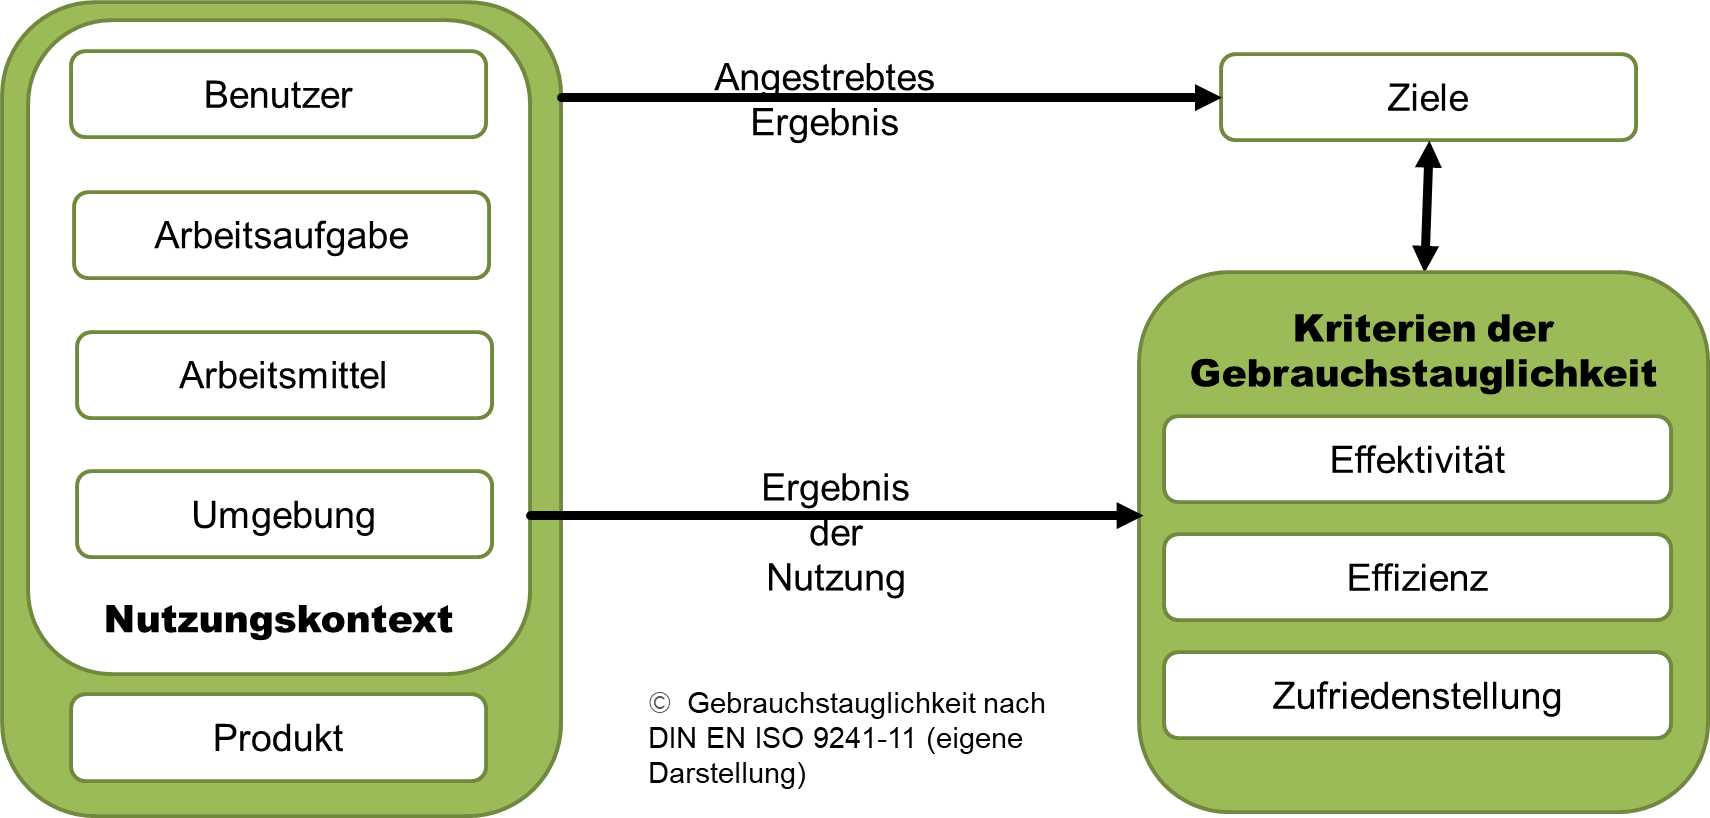 Benutzer
Arbeitsaufgabe
Arbeitsmittel
Umgebung
Nutzungskontext
Produkt
Angestrebtes
Ergebnis
Ergebnis
der
Nutzung
Ziele
Kriterien der
Gebrauchstauglichkeit
Effektivität
Effizienz
Zufriedenstellung
© Gebrauchstauglichkeit nach
DIN EN ISO 9241-11 (eigene
Darstellung)